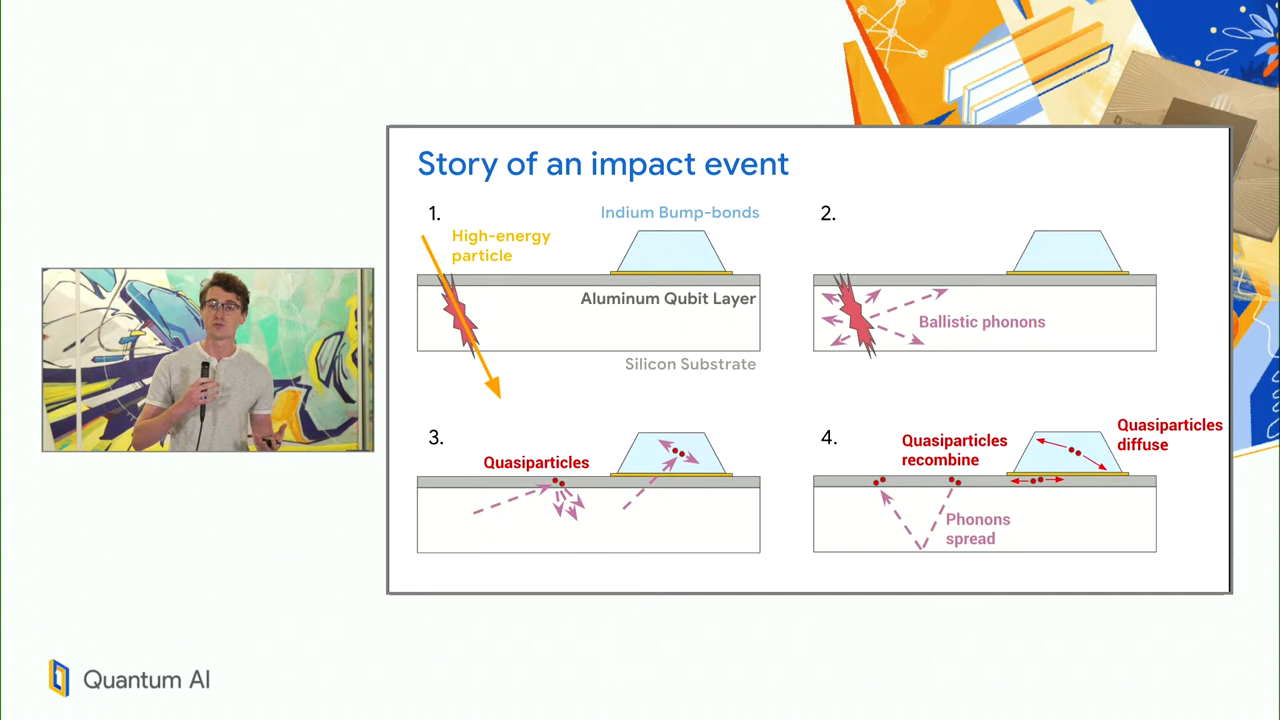 Story of an impact event
1.
High-energy
particle
Indium Bump-bonds
Aluminum Qubit Layer
Silicon Substrate
2.
Ballistic phonons
3.
Quasiparticles
4.
Quasiparticles
recombine
Quasiparticles
diffuse
Phonons
spread
Quantum AI